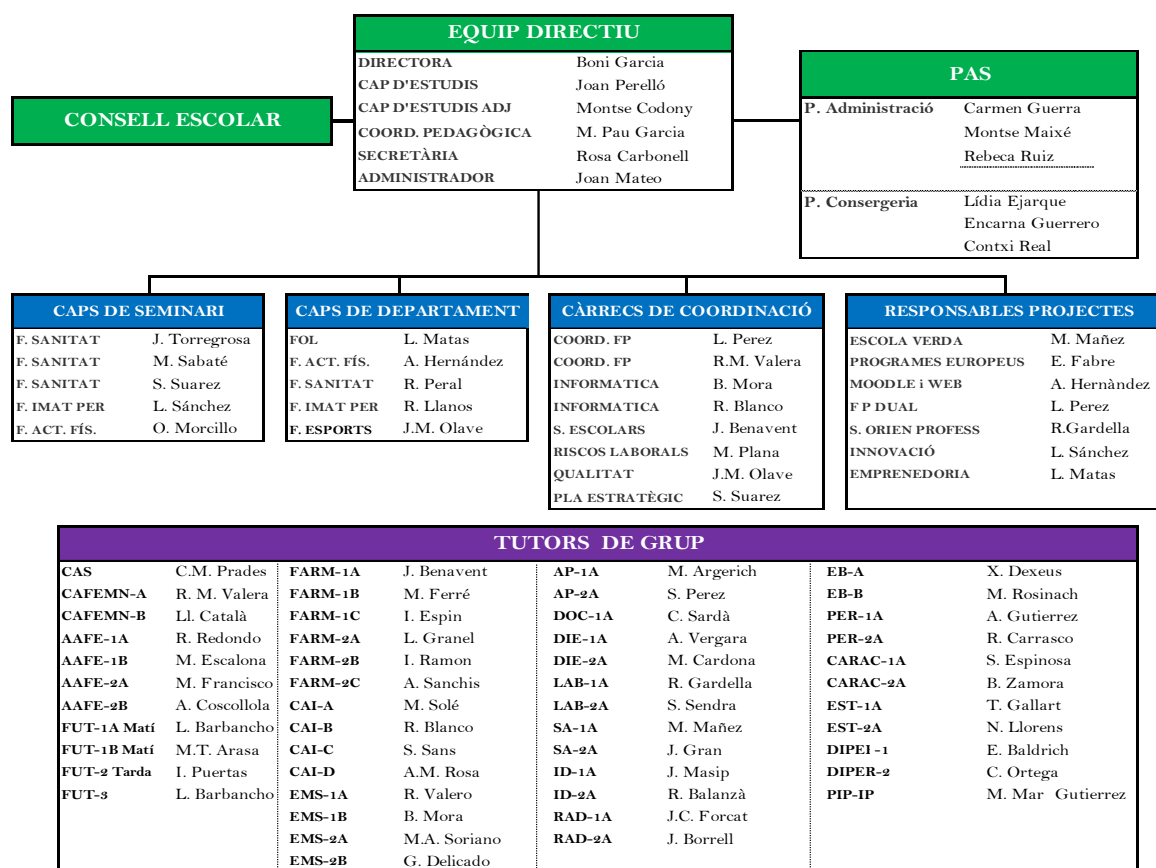 EQUIP DIRECTIU
DIRECTORA Boni Garcia
CAP D'ESTUDIS Joan Perelló
CAP D'ESTUDIS ADJ Montse Codony
COORD. PEDAGÒGICA M. Pau Garcia
SECRETÀRIA Rosa Carbonell
ADMINISTRADOR Joan Mateo
CONSELL ESCOLAR
PAS
P. Administració Carmen Guerra
Montse Maixé
Rebeca Ruiz
P. Consergeria Lídia Ejarque
Encarna Guerrero
Contxi Real
CAPS DE SEMINARI
F. SANITAT J. Torregrosa
F. SANITAT M. Sabaté
F. SANITAT S. Suarez
F. IMAT PER L. Sánchez
F. ACT. FÍS. O. Morcillo
CAPS DE DEPARTAMENT
FOL L. Matas
F. ACT. FÍS. A. Hernández
F. SANITAT R. Peral
F. IMAT PER R. Llanos
F. ESPORTS J.M. Olave
CÀRRECS DE COORDINACIÓ
COORD. FP L. Perez
COORD. FP R.M. Valera
INFORMATICA B. Mora
INFORMATICA R. Blanco
S. ESCOLARS J. Benavent
RISCOS LABORALS M. Plana
QUALITAT J.M. Olave
PLA ESTRATÈGIC S. Suarez
RESPONSABLES PROJECTES
ESCOLA VERDA M. Mañez
PROGRAMES EUROPEUS E. Fabre
MOODLE i WEB A. Hernàndez
F P DUAL L. Perez
S. ORIEN PROFESS R.Gardella
INNOVACIÓ L. Sánchez
EMPRENEDORIA L. Matas
TUTORS DE GRUP
CAS C.M. Prades
CAFEMN-A R. M. Valera
CAFEMN-B Ll. Català
AAFE-1A R. Redondo
AAFE-1B M. Escalona
AAFE-2A M. Francisco
AAFE-2B A. Coscollola
FUT-1A Matí L. Barbancho
FUT-1B Matí M.T. Arasa
FUT-2 Tarda I. Puertas
FUT-3 L. Barbancho
FARM-1A J. Benavent
FARM-1B M. Ferré
FARM-1C I. Espin
FARM-2A L. Granel
FARM-2B I. Ramon
FARM-2C A. Sanchis
CAI-A M. Solé
CAI-B R. Blanco
CAI-C S. Sans
CAI-D A.M. Rosa
EMS-1A R. Valero
EMS-1B B. Mora
EMS-2A M.A. Soriano
EMS-2B G. Delicado
AP-1A M. Argerich
AP-2A S. Perez
DOC-1A C. Sardà
DIE-1A A. Vergara
DIE-2A M. Cardona
LAB-1A R. Gardella
LAB-2A S. Sendra
SA-1A M. Mañez
SA-2A J. Gran
ID-1A J. Masip
ID-2A R. Balanzà
RAD-1A J.C. Forcat
RAD-2A J. Borrell
EB-A X. Dexeus
EB-B M. Rosinach
PER-1A A. Gutierrez
PER-2A R. Carrasco
CARAC-1A S. Espinosa
CARAC-2A B. Zamora
EST-1A T. Gallart
EST-2A N. Llorens
DIPEI -1 E. Baldrich
DIPER-2 C. Ortega
PIP-IP M. Mar Gutierrez